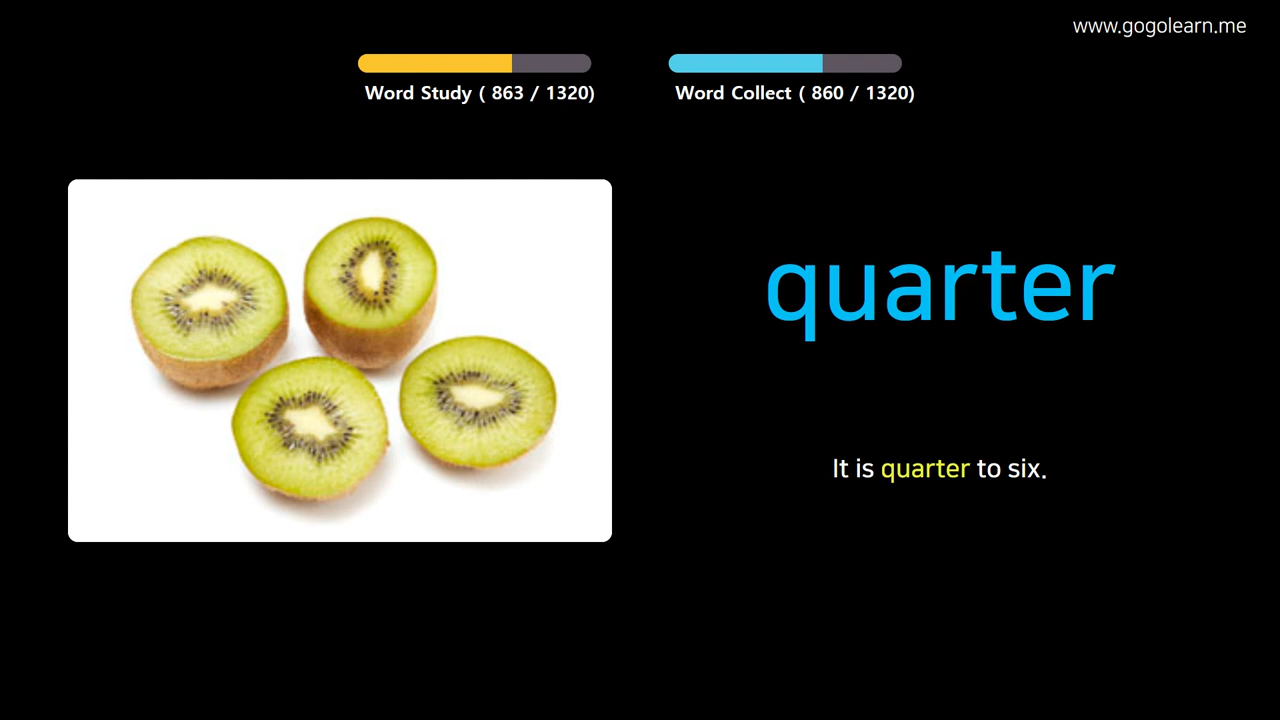 www.gogolearn.me
Word Study ( 863 / 1320)
Word Collect ( 860 / 1320)
quarter
It is quarter to six.